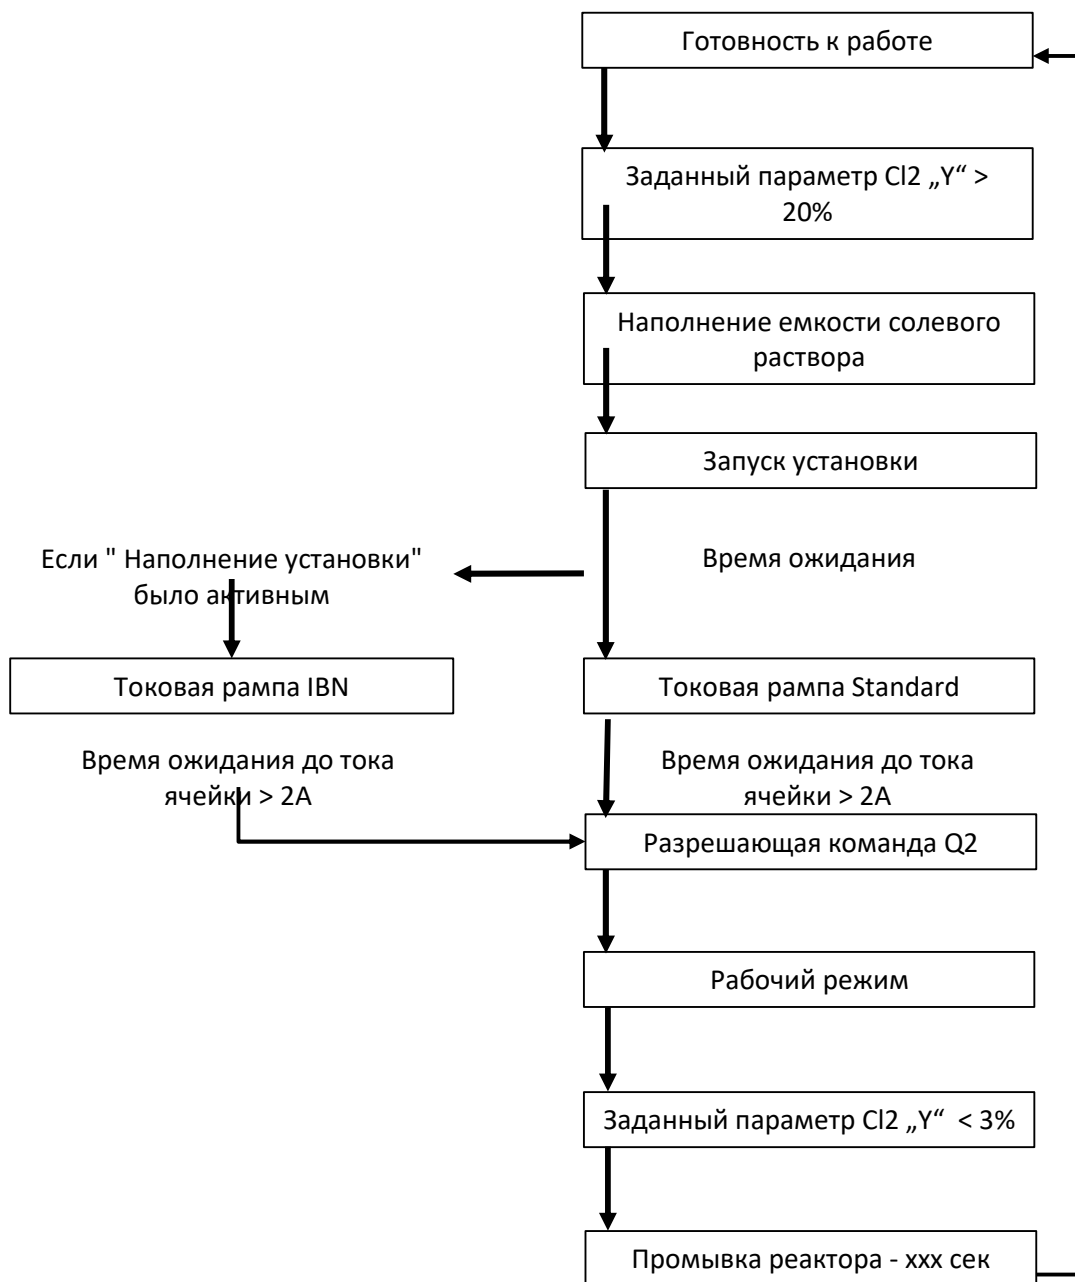 Готовность к работе
Заданный параметр Cl2 „Y“ >
20%
Наполнение емкости солевого
раствора
Запуск установки
Если " Наполнение установки"
было активным
Время ожидания
Токовая рампа IBN
Токовая рампа Standard
Время ожидания до тока
ячейки > 2A
Время ожидания до тока
ячейки > 2A
Разрешающая команда Q2
Рабочий режим
Заданный параметр Cl2 „Y“ < 3%
Промывка реактора - xxx сек